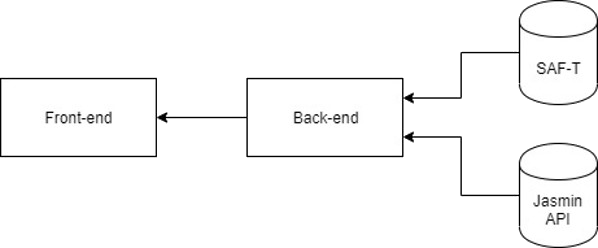 SAF-T
Front-end
Back-end
Jasmin
API